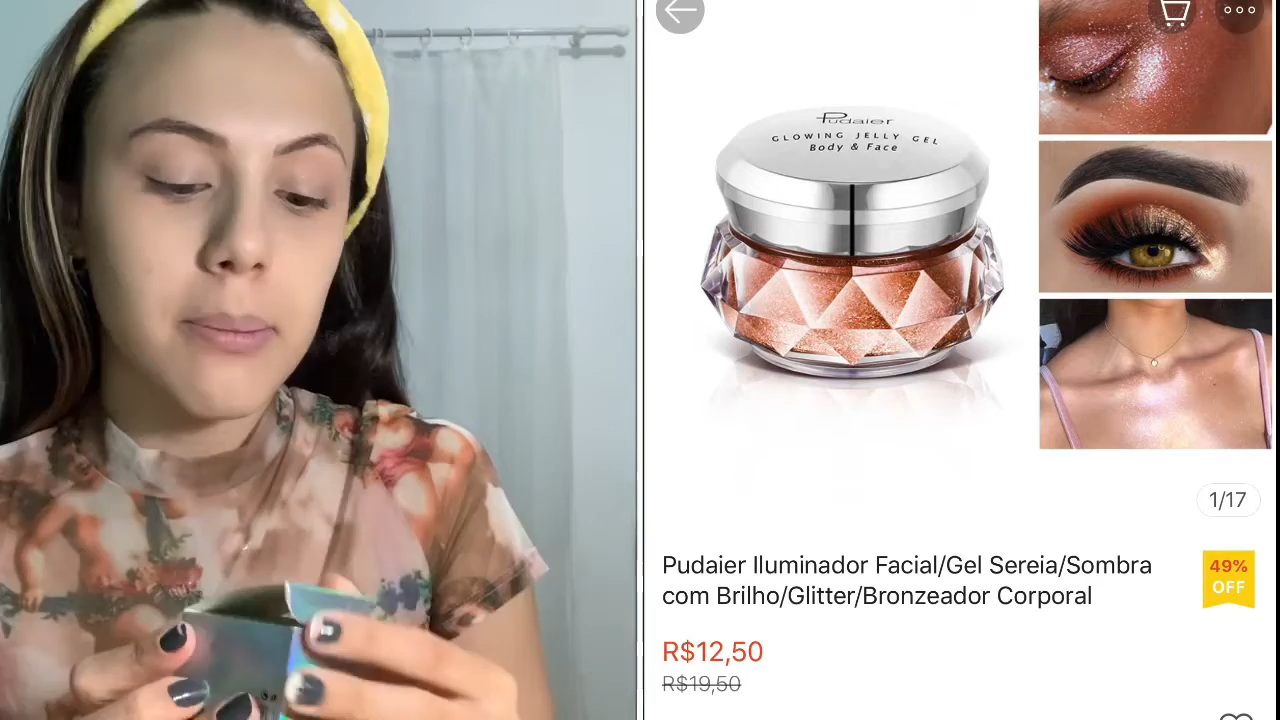 Pudaier
GLOWING JELLY GEL
Body & Face
1/17
Pudaier Iluminador Facial/Gel Sereia/Sombra
com Brilho/Glitter/Bronzeador Corporal
49%
OFF
R$12,50
R$19,50